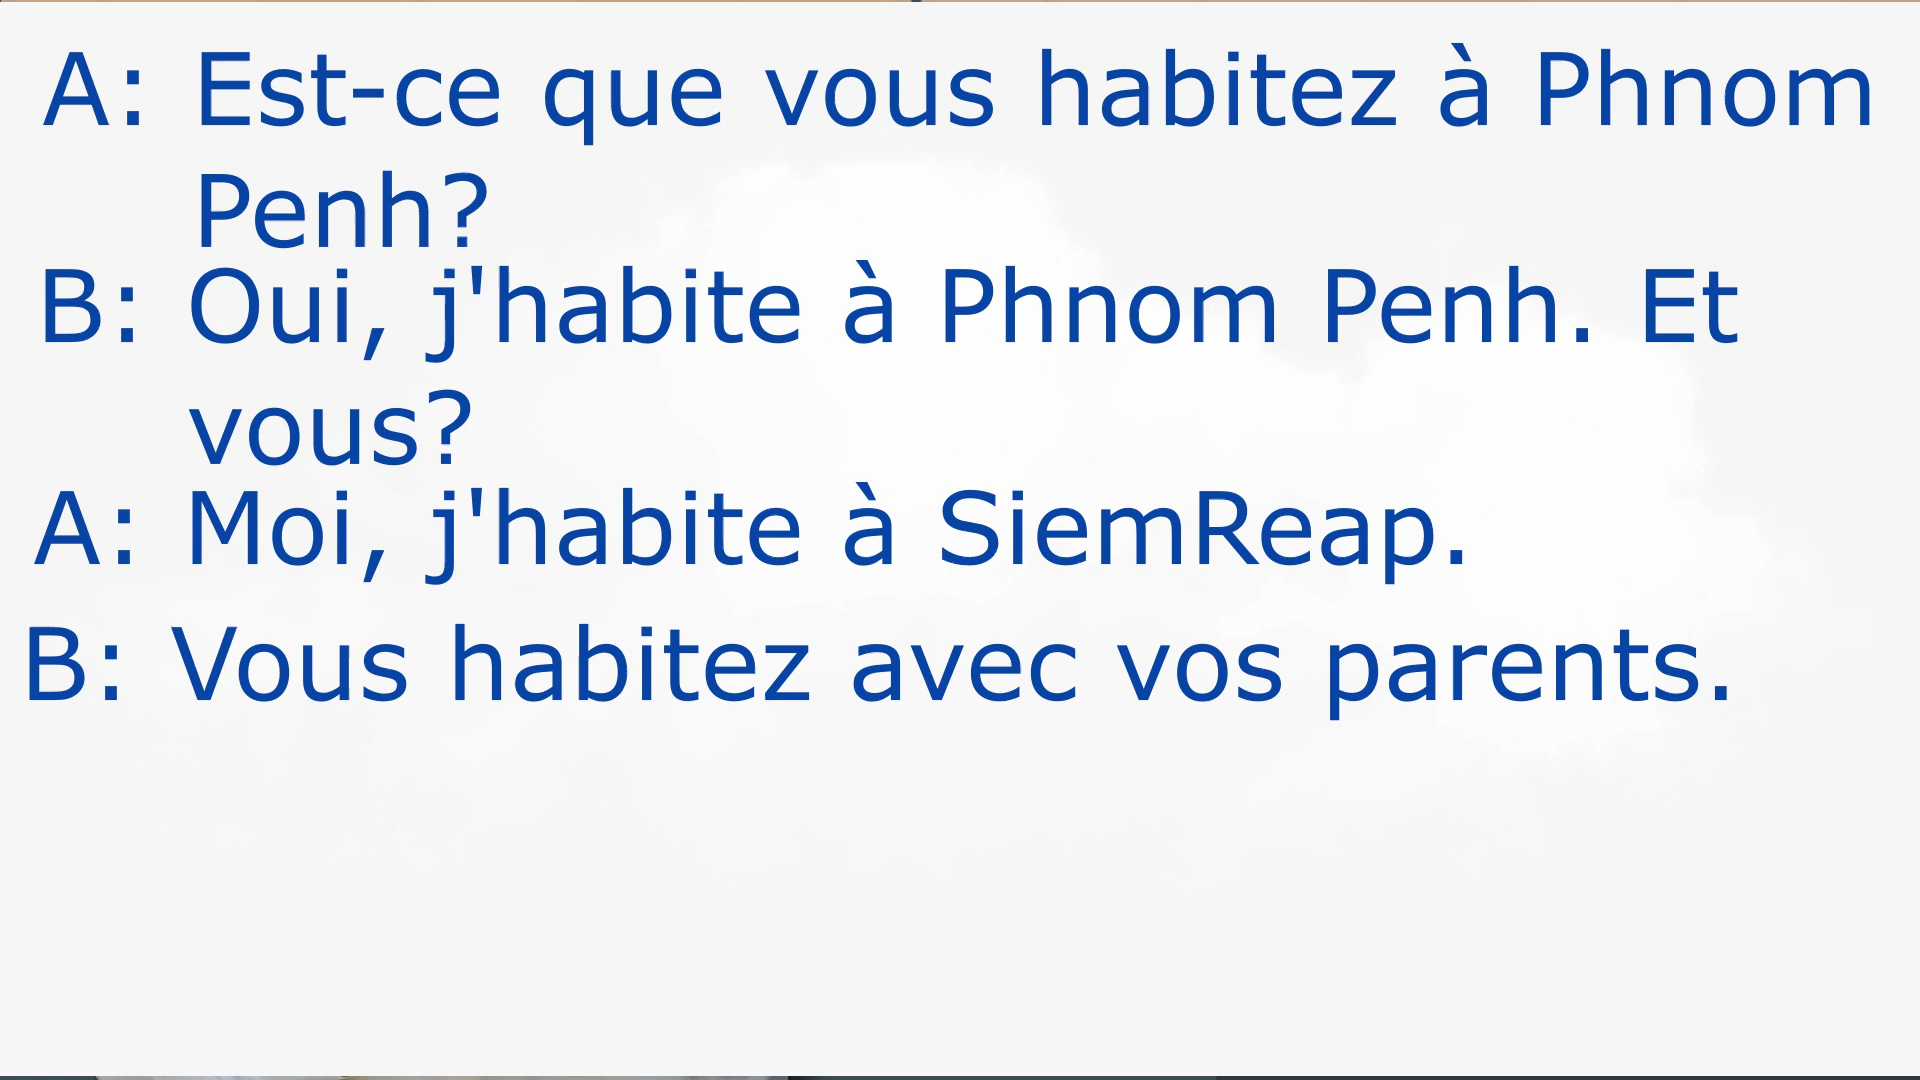 A: Est-ce que vous habitez à Phnom
Penh?
B: Oui, j'habite à Phnom Penh. Et
vous?
A: Moi, j'habite à SiemReap.
B: Vous habitez avec vos parents.